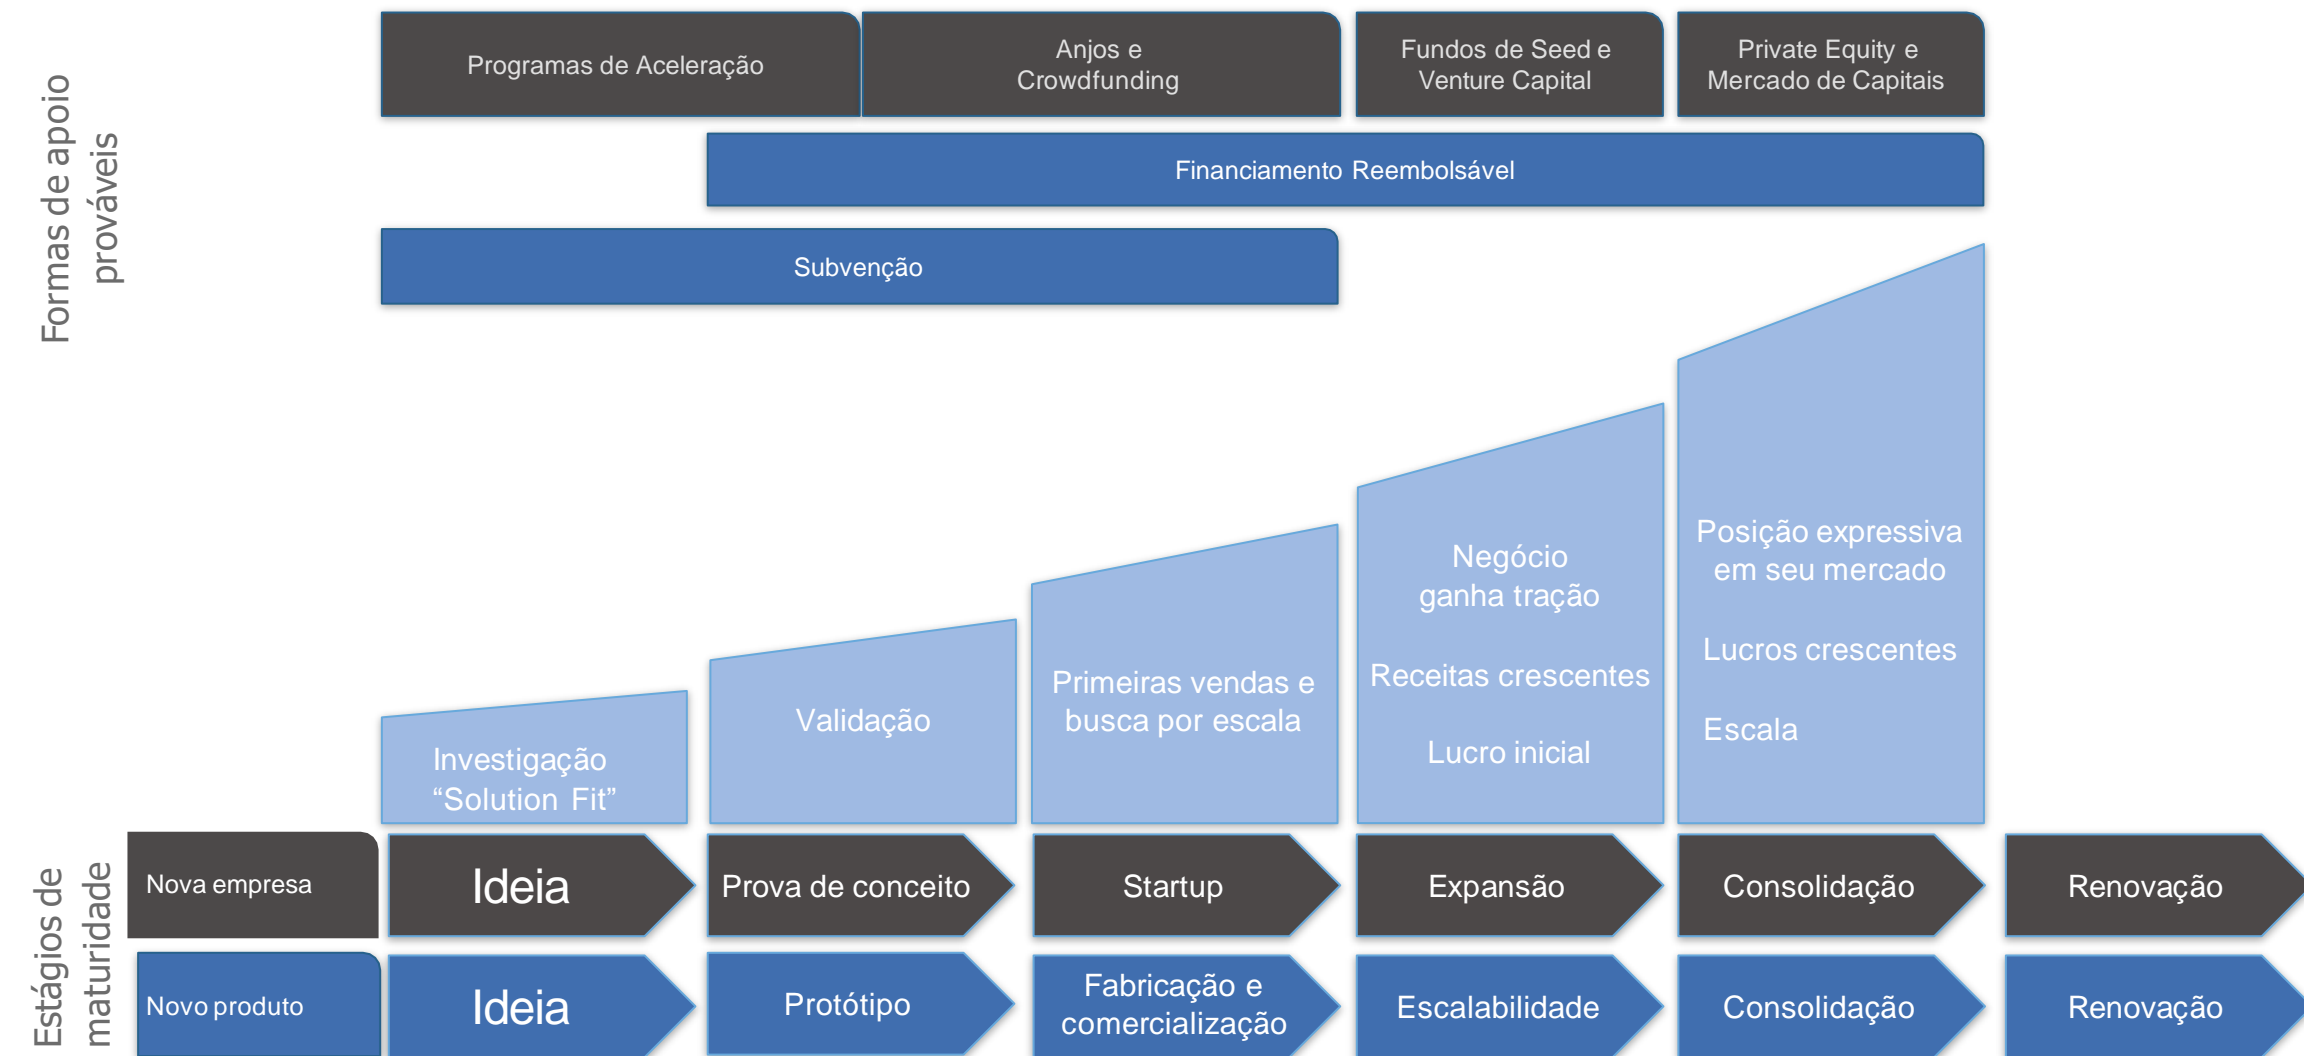 Formas de apoio
prováveis
Programas de Aceleração
Anjos e
Crowdfunding
Fundos de Seed e
Venture Capital
Private Equity e
Mercado de Capitais
Financiamento Reembolsável
Subvenção
Investigação
“Solution Fit”
Validação
Primeiras vendas e
busca por escala
Negócio
ganha tração
Receitas crescentes
Lucro inicial
Posição expressiva
em seu mercado
Lucros crescentes
Escala
Estágios de
maturidade
Nova empresa
Ideia
Prova de conceito
Startup
Expansão
Consolidação
Renovação
Novo produto
Ideia
Protótipo
Fabricação e
comercialização
Escalabilidade
Consolidação
Renovação